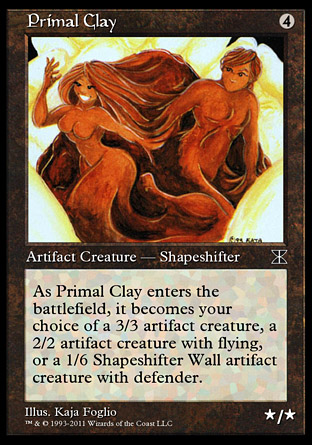 Primal Clay 4
©'93 KAJA
Artifact Creature — Shapeshifter
As Primal Clay enters the
battlefield, it becomes your
choice of a 3/3 artifact creature, a
2/2 artifact creature with flying,
or a 1/6 Shapeshifter Wall artifact
creature with defender.
Illus. Kaja Foglio
™ & © 1993-2011 Wizards of the Coast LLC
★/★